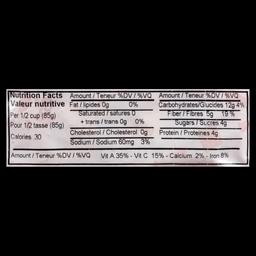 Nutrition Facts
Valeur nutritive
Per 1/2 cup (85g)
Pour 1/2 tasse (85g)
Calories 30
Amount / Teneur %DV / %VQ
Fat / lipides 0g 0%
Saturated / saturés 0
+ trans / trans 0g 0%
Cholesterol / Cholesterol 0g
Sodium / Sodium 60mg 3%
Amount / Teneur %DV / %VQ
Carbohydrates/Glucides 12g 4%
Fiber / Fibres 5g 19 %
Sugars / Sucres 4g
Protein / Proteins 4g
Amount / Teneur %DV / %VQ Vit A 35% - Vit C 15% - Calcium 2% - Iron 8%